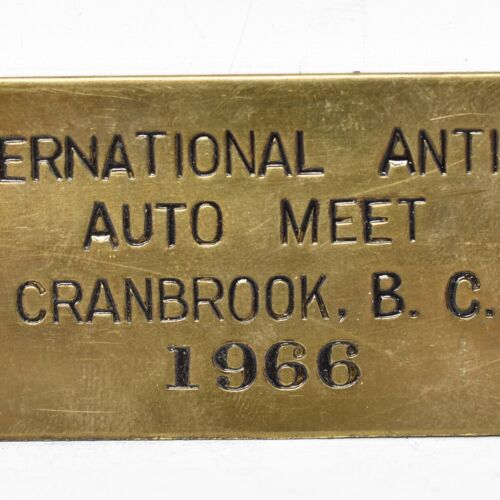 ERNATIONAL ANTI
AUTO MEET
CRANBROOK, B. C.
1966